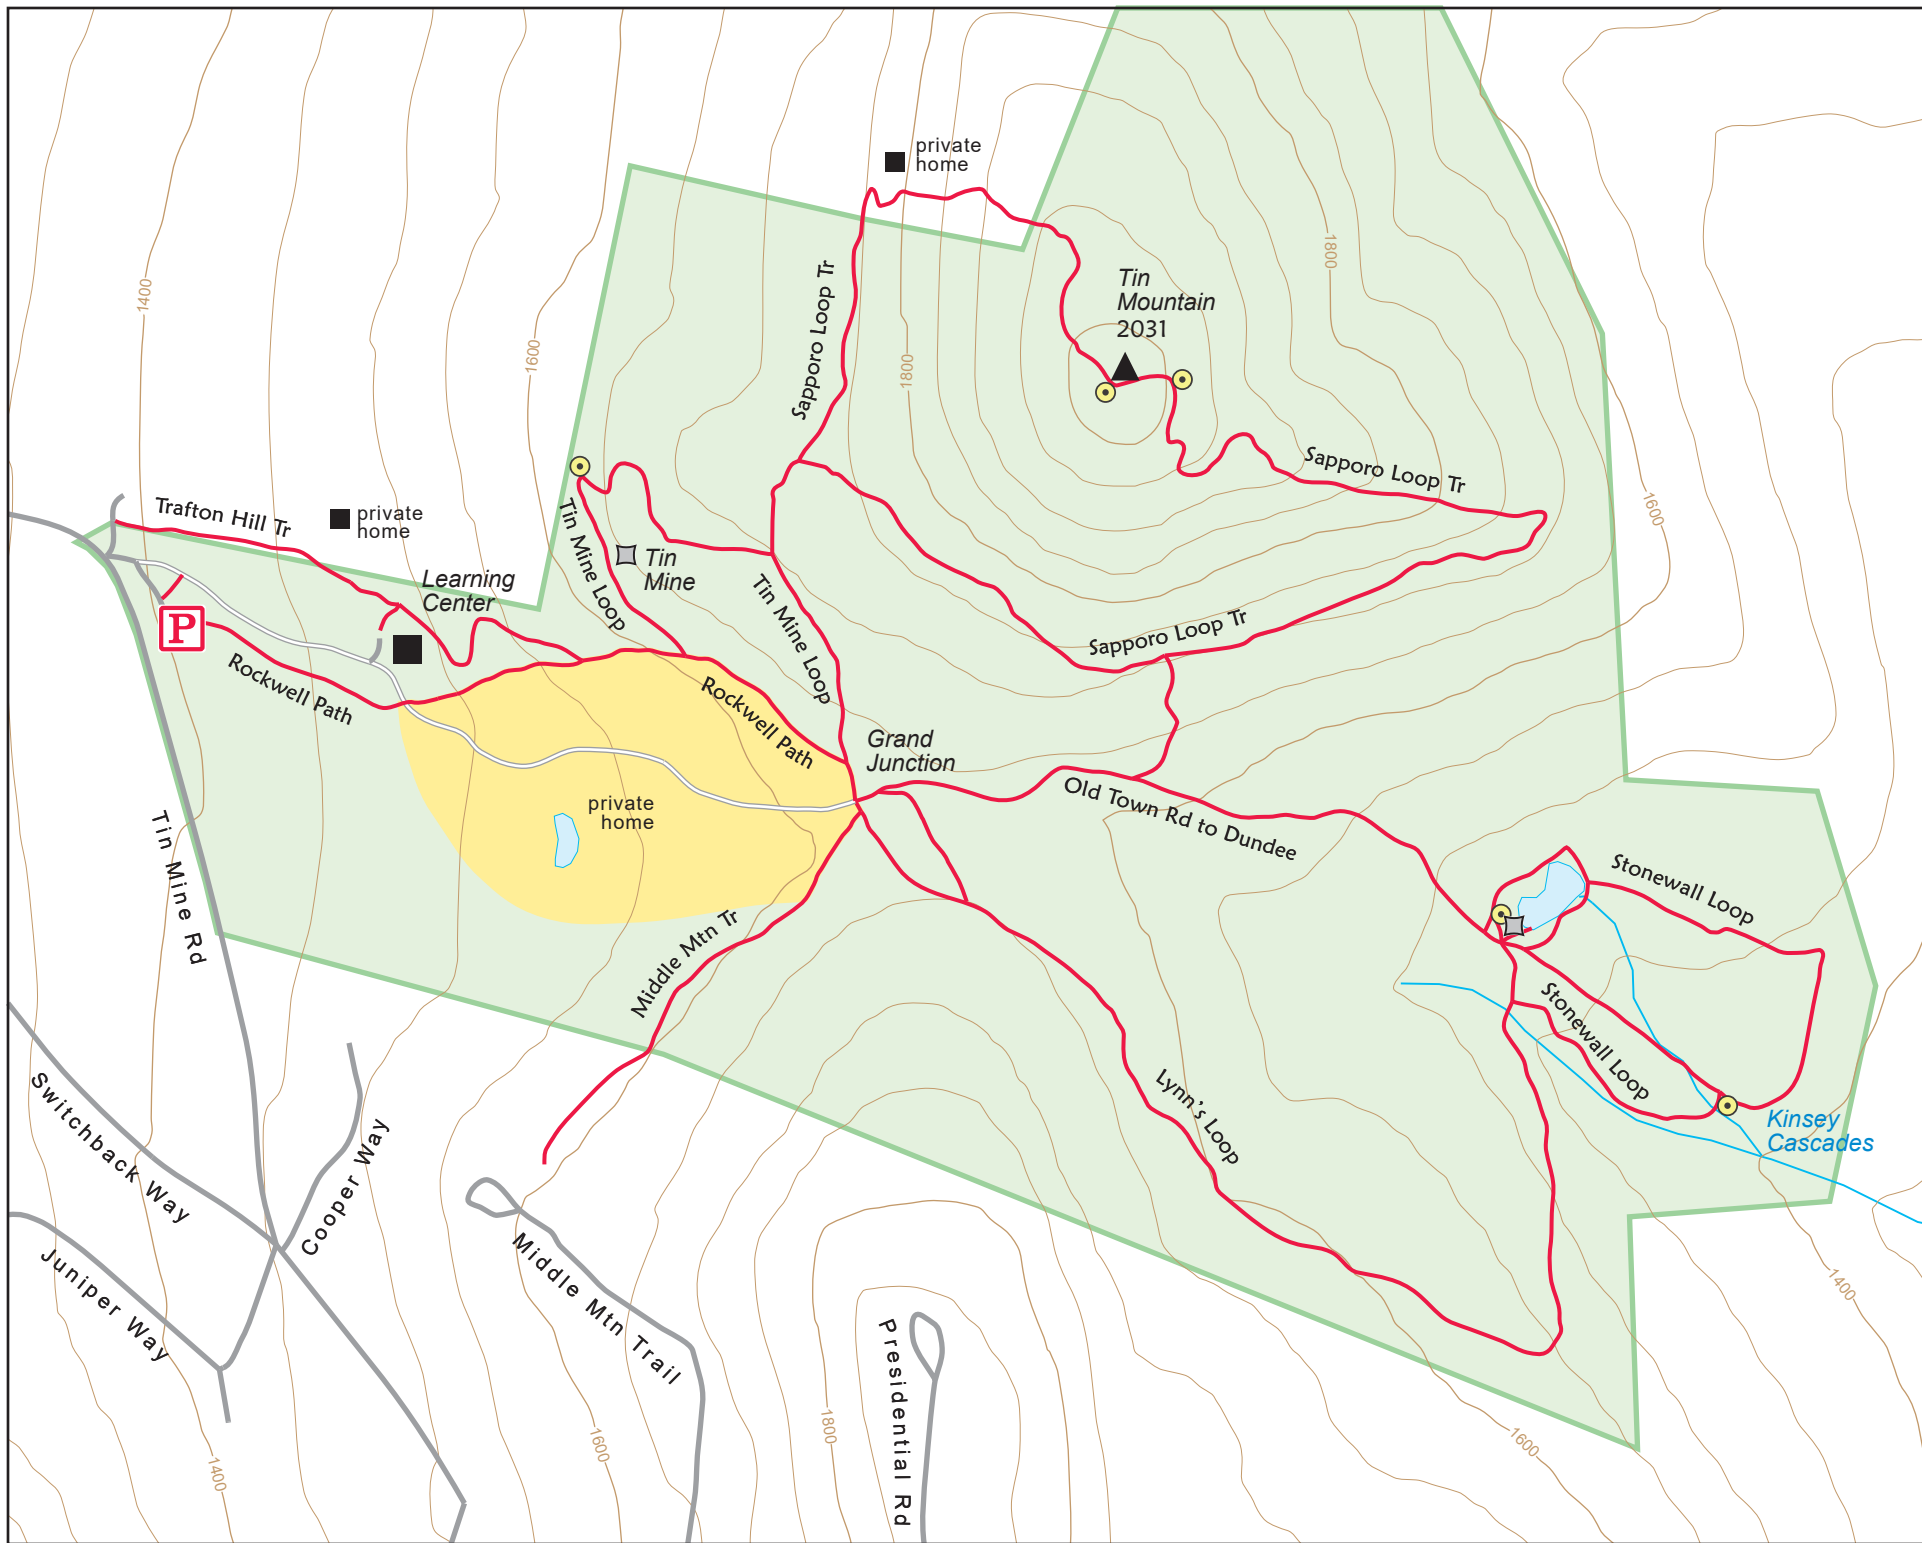 private
home
Tin
Mountain
2031
1400
1600
1800
1800
Sapporo Loop Tr
Sapporo Loop Tr
1600
Trafton Hill Tr
private
home
Tin Mine Loop
Tin
Mine
Learning
Center
P
Rockwell Path
Tin Mine Loop
Sapporo Loop Tr
Rockwell Path
Grand
Junction
private
home
Old Town Rd to Dundee
Tin Mine Rd
Stonewall Loop
Middle Mtn Tr
Stonewall Loop
Lynn's Loop
Kinsey
Cascades
Switchback Way
Cooper Way
Juniper Way
Middle Mtn Trail
Presidential Rd
1400
1400
1600
1800
1600